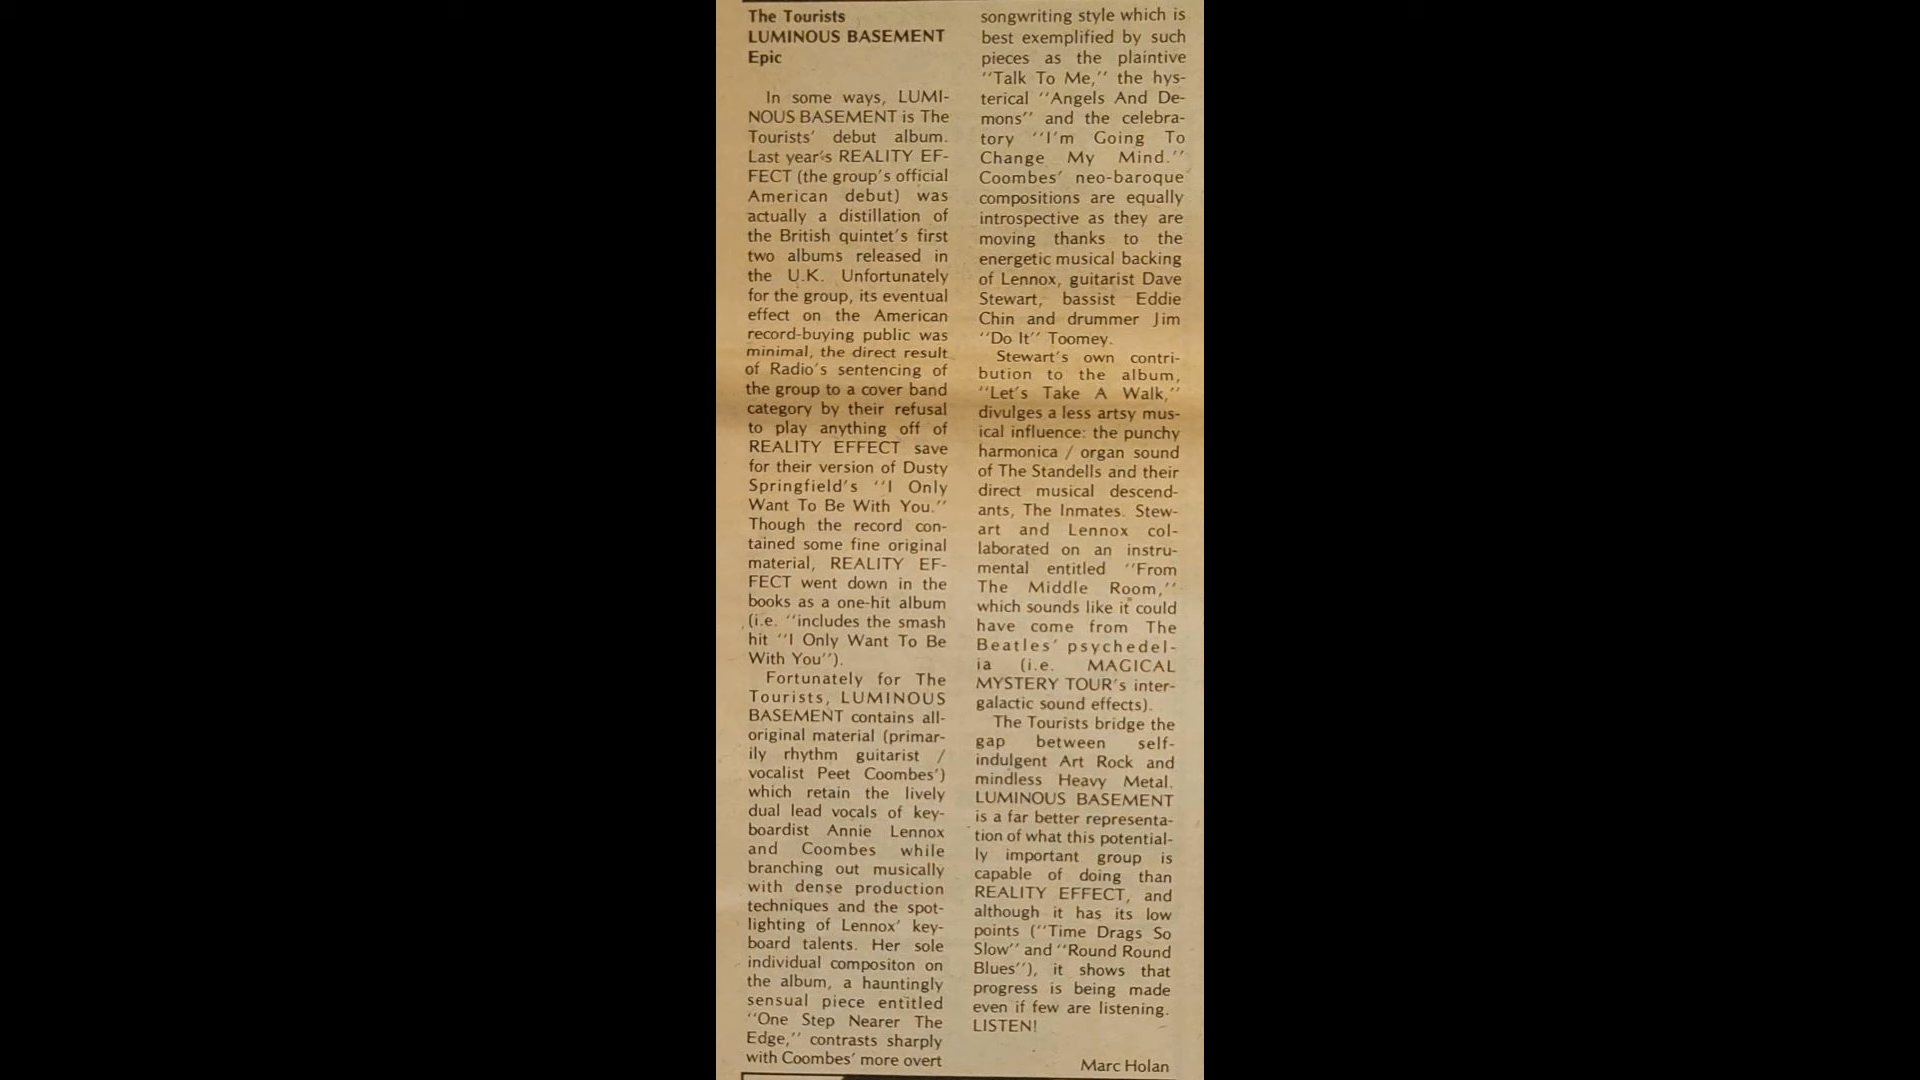 The Tourists
LUMINOUS BASEMENT
Epic
In some ways, LUMI-
NOUS BASEMENT is The
Tourists' debut album.
Last year's REALITY EF-
FECT (the group's official
American debut) was
actually a distillation of
the British quintet's first
two albums released in
the U.K. Unfortunately
for the group, its eventual
effect on the American
record-buying public was
minimal, the direct result
of Radio's sentencing of
the group to a cover band
category by their refusal
to play anything off of
REALITY EFFECT save
for their version of Dusty
Springfield's ''I Only
Want To Be With You.''
Though the record con-
tained some fine original
material, REALITY EF-
FECT went down in the
books as a one-hit album
(i.e. ''includes the smash
hit ''I Only Want To Be
With You'').
Fortunately for The
Tourists, LUMINOUS
BASEMENT contains all-
original material (primar-
ily rhythm guitarist /
vocalist Peet Coombes')
which retain the lively
dual lead vocals of key-
boardist Annie Lennox
and Coombes while
branching out musically
with dense production
techniques and the spot-
lighting of Lennox' key-
board talents. Her sole
individual compositon on
the album, a hauntingly
sensual piece entitled
''One Step Nearer The
Edge,'' contrasts sharply
with Coombes' more overt
songwriting style which is
best exemplified by such
pieces as the plaintive
''Talk To Me,'' the hys-
terical ''Angels And De-
mons'' and the celebra-
tory ''I'm Going To
Change My Mind.''
Coombes' neo-baroque
compositions are equally
introspective as they are
moving thanks to the
energetic musical backing
of Lennox, guitarist Dave
Stewart, bassist Eddie
Chin and drummer Jim
''Do It'' Toomey.
Stewart's own contri-
bution to the album,
''Let's Take A Walk,''
divulges a less artsy mus-
ical influence: the punchy
harmonica / organ sound
of The Standells and their
direct musical descend-
ants, The Inmates. Stew-
art and Lennox col-
laborated on an instru-
mental entitled ''From
The Middle Room,''
which sounds like it could
have come from The
Beatles' psychedel-
ia (i.e. MAGICAL
MYSTERY TOUR's inter-
galactic sound effects).
The Tourists bridge the
gap between self-
indulgent Art Rock and
mindless Heavy Metal.
LUMINOUS BASEMENT
is a far better representa-
tion of what this potential-
ly important group is
capable of doing than
REALITY EFFECT, and
although it has its low
points (''Time Drags So
Slow'' and ''Round Round
Blues''), it shows that
progress is being made
even if few are listening.
LISTEN!
Marc Holan